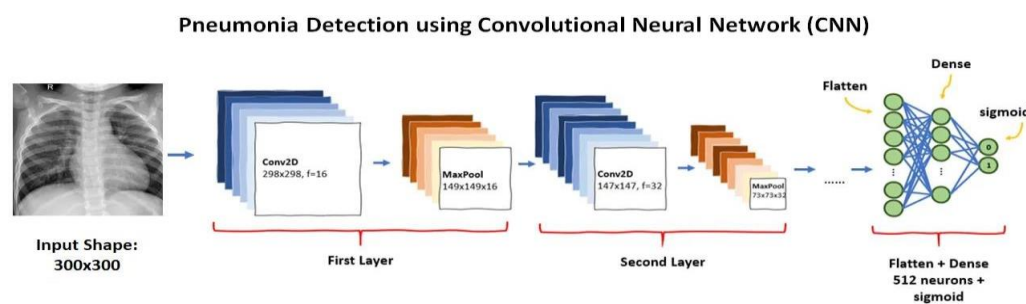 Pneumonia Detection using Convolutional Neural Network (CNN)
R
Input Shape:
300x300
Conv2D
298x298, f=16
MaxPool
149x149x16
First Layer
Conv2D
147x147, f=32
MaxPool
73x73x32
Second Layer
......
Flatten
Dense
sigmoid
0
1
Flatten + Dense
512 neurons +
sigmoid